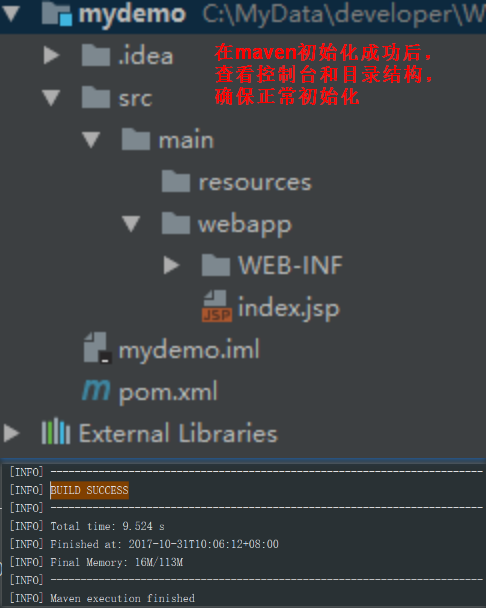 mydemo C:\MyData\developer\W
.idea
在maven初始化成功后，
查看控制台和目录结构，
确保正常初始化
src
main
resources
webapp
WEB-INF
JSP index.jsp
mydemo.iml
m pom.xml
External Libraries
[INFO] ------------------------------------------------------------------------
[INFO] BUILD SUCCESS
[INFO] ------------------------------------------------------------------------
[INFO] Total time: 9.524 s
[INFO] Finished at: 2017-10-31T10:06:12+08:00
[INFO] Final Memory: 16M/113M
[INFO] ------------------------------------------------------------------------
[INFO] Maven execution finished